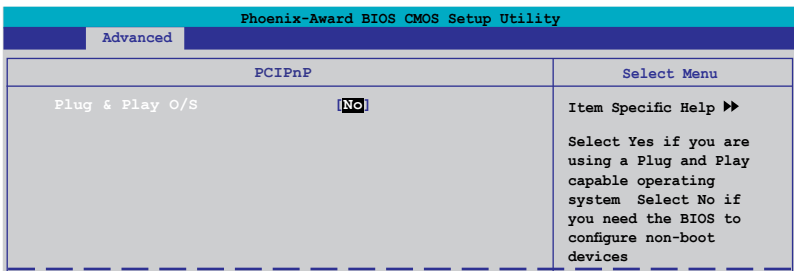 Phoenix-Award BIOS CMOS Setup Utility
Advanced
PCIPnP
Select Menu
Plug & Play O/S [No]
Item Specific Help ▶▶
Select Yes if you are
using a Plug and Play
capable operating
system Select No if
you need the BIOS to
configure non-boot
devices